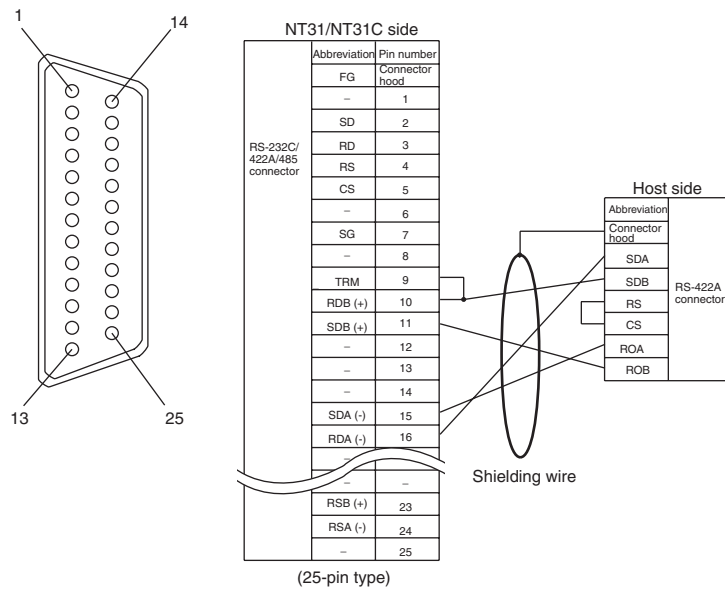 1
14
13
25
NT31/NT31C side
Abbreviation Pin number
FG Connector hood
– 1
SD 2
RD 3
RS 4
CS 5
– 6
SG 7
– 8
TRM 9
RDB (+) 10
SDB (+) 11
– 12
– 13
– 14
SDA (-) 15
RDA (-) 16
–
– –
RSB (+) 23
RSA (-) 24
– 25
RS-232C/
422A/485
connector
(25-pin type)
Shielding wire
Host side
Abbreviation
Connector
hood
SDA
SDB
RS
CS
ROA
ROB
RS-422A
connector